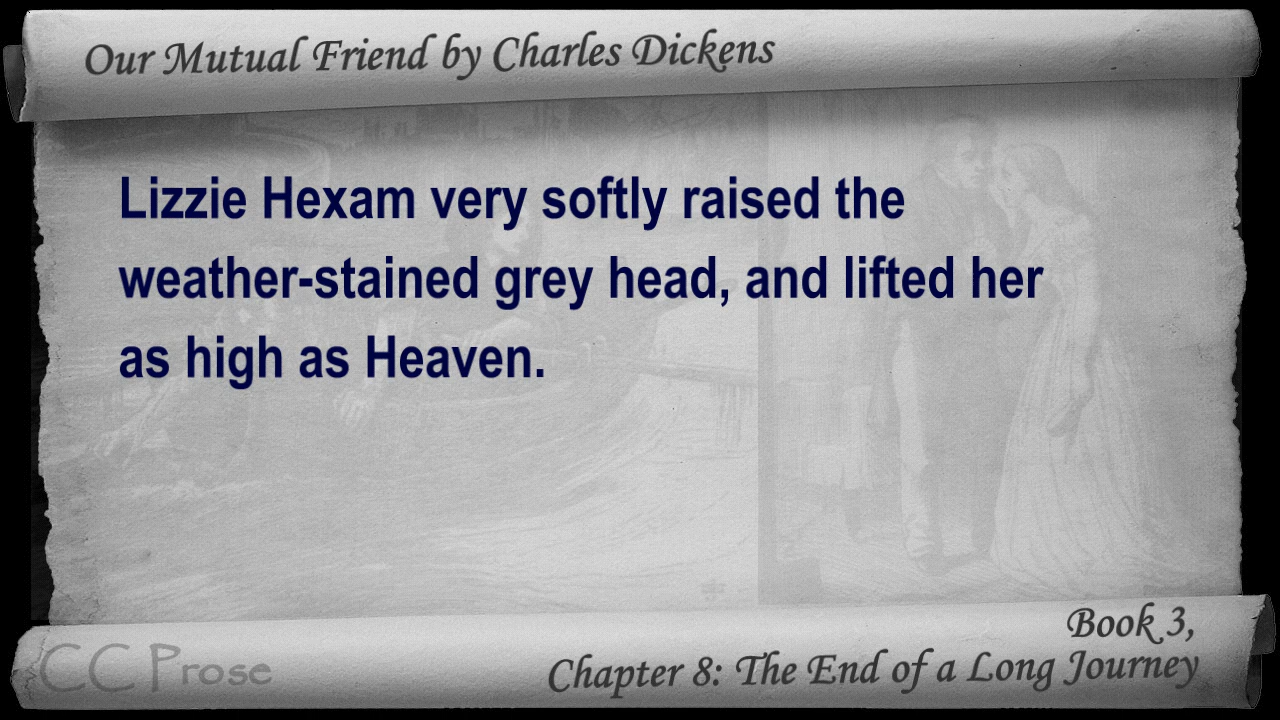 Our Mutual Friend by Charles Dickens
Lizzie Hexam very softly raised the
weather-stained grey head, and lifted her
as high as Heaven.
Book 3,
Chapter 8: The End of a Long Journey
CC Prose